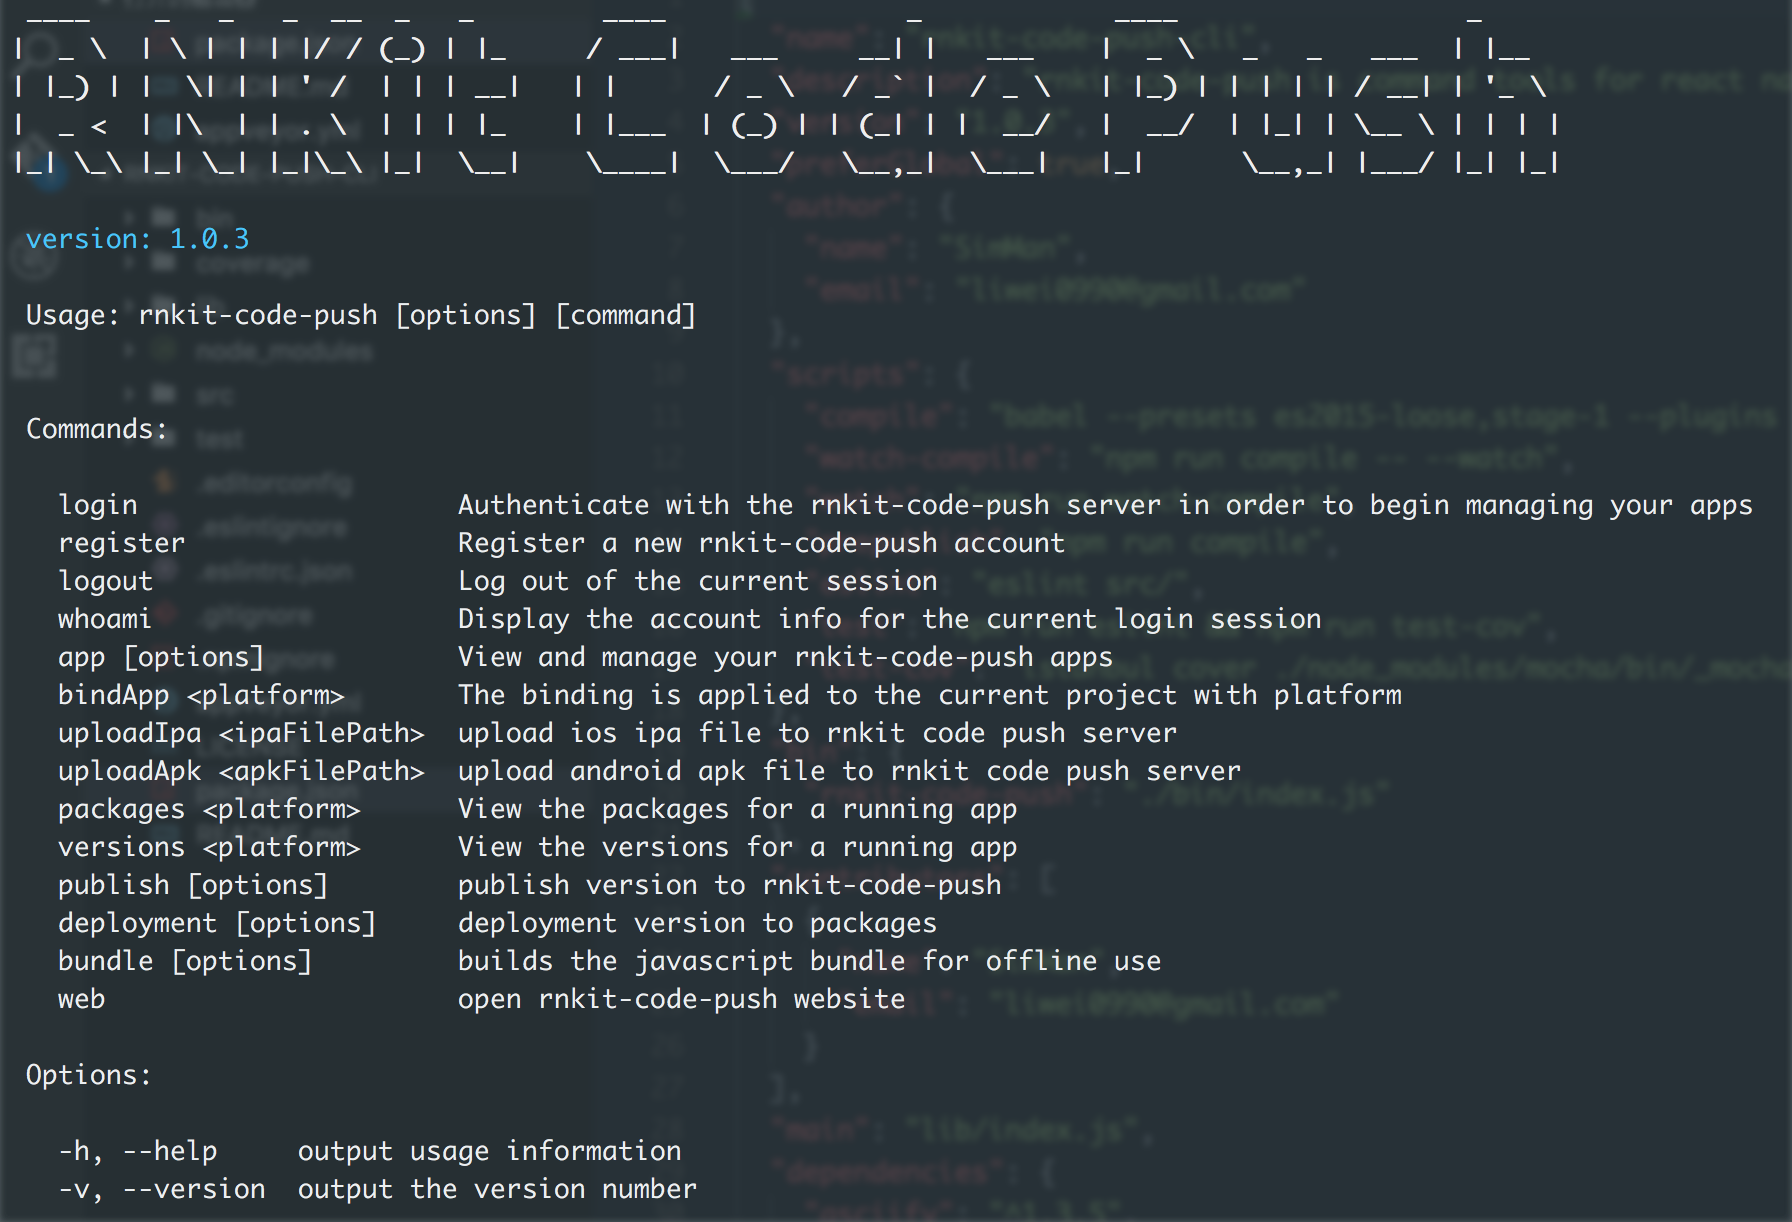 RNKit Code Push
version: 1.0.3
Usage: rnkit-code-push [options] [command]
Commands:
login Authenticate with the rnkit-code-push server in order to begin managing your apps
register Register a new rnkit-code-push account
logout Log out of the current session
whoami Display the account info for the current login session
app [options] View and manage your rnkit-code-push apps
bindApp <platform> The binding is applied to the current project with platform
uploadIpa <ipaFilePath> upload ios ipa file to rnkit code push server
uploadApk <apkFilePath> upload android apk file to rnkit code push server
packages <platform> View the packages for a running app
versions <platform> View the versions for a running app
publish [options] publish version to rnkit-code-push
deployment [options] deployment version to packages
bundle [options] builds the javascript bundle for offline use
web open rnkit-code-push website
Options:
-h, --help output usage information
-v, --version output the version number